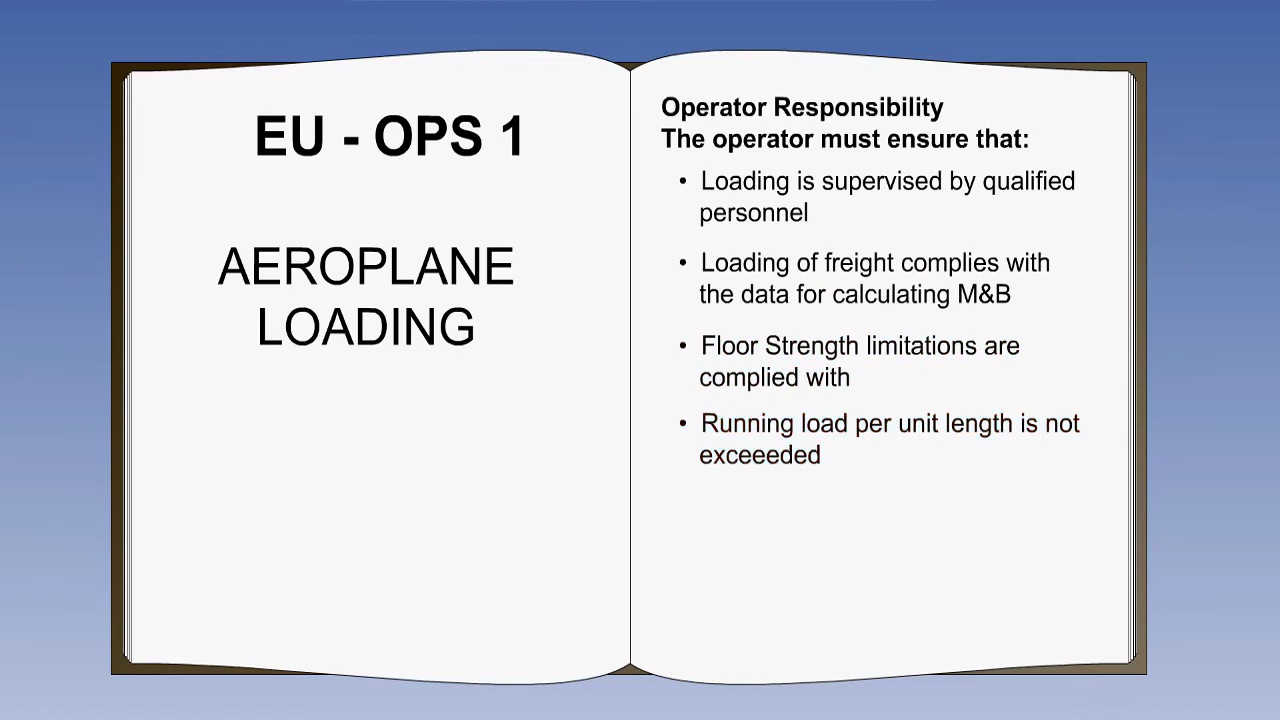 EU - OPS 1
AEROPLANE
LOADING
Operator Responsibility
The operator must ensure that:
• Loading is supervised by qualified
personnel
• Loading of freight complies with
the data for calculating M&B
• Floor Strength limitations are
complied with
• Running load per unit length is not
exceeeded